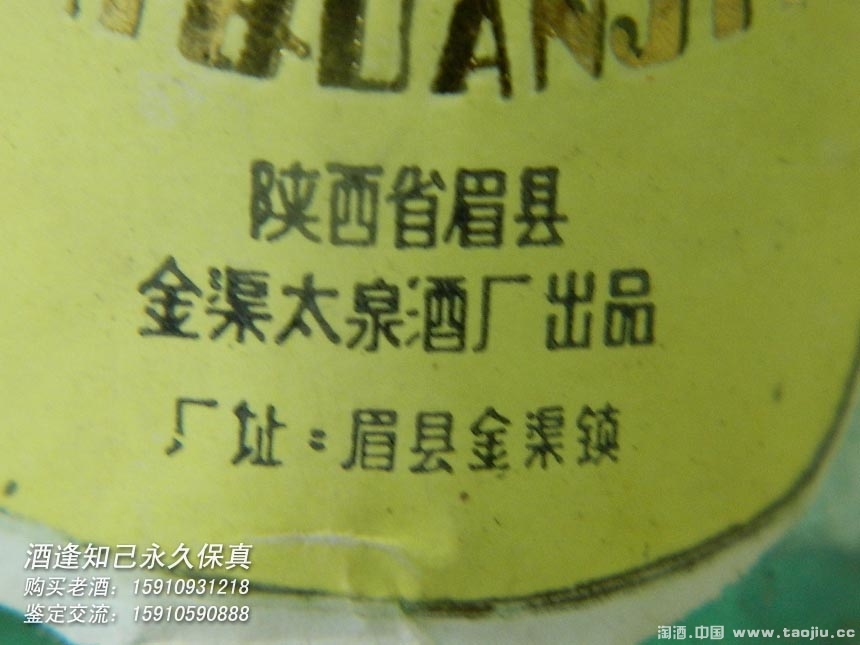 QUANJI
陕西省眉县
金渠太泉酒厂出品
厂址：眉县金渠镇
酒逢知己永久保真
购买老酒：15910931218
鉴定交流：15910590888
淘酒.中国 www.taojiu.cc